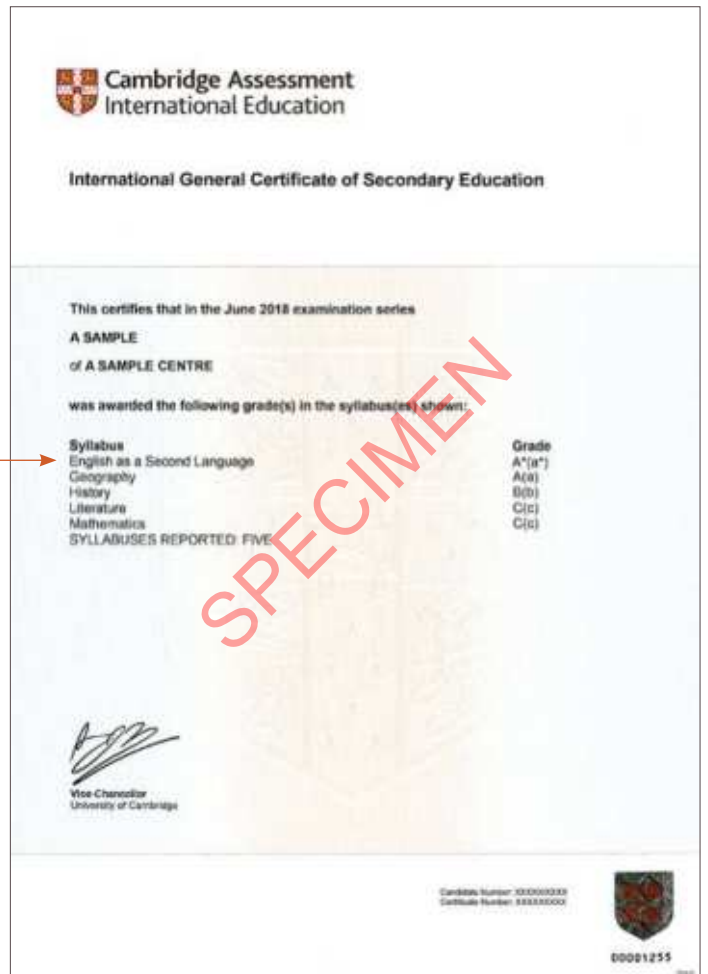 Cambridge Assessment
International Education
International General Certificate of Secondary Education
This certifies that in the June 2018 examination series
A SAMPLE
of A SAMPLE CENTRE
was awarded the following grade(s) in the syllabus(es) shown:
Syllabus Grade
English as a Second Language A*(a*)
Geography A(a)
History B(b)
Literature C(c)
Mathematics C(c)
SYLLABUSES REPORTED: FIVE
SPECIMEN
Vice-Chancellor
University of Cambridge
Candidate Number: XXXXXXXXX
Certificate Number: XXXXXXXXX
00001255